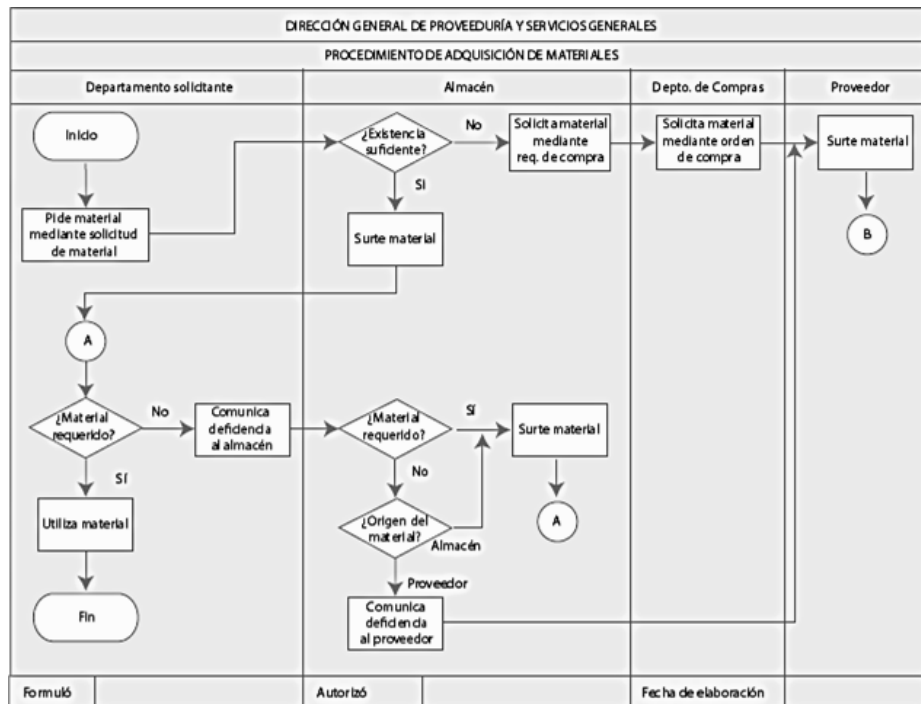 DIRECCIÓN GENERAL DE PROVEEDURÍA Y SERVICIOS GENERALES
PROCEDIMIENTO DE ADQUISICIÓN DE MATERIALES
Departamento solicitante
Almacén
Depto. de Compras
Proveedor
Inicio
¿Existencia
suficiente?
No
Solicita material
mediante
req. de compra
Solicita material
mediante orden
de compra
Surte material
Si
Pide material
mediante solicitud
de material
Surte material
B
A
¿Material
requerido?
No
Comunica
deficiencia
al almacén
¿Material
requerido?
Sí
Surte material
Sí
No
Utiliza material
¿Origen del
material?
Almacén
A
Proveedor
Fin
Comunica
deficiencia
al proveedor
Formuló
Autorizó
Fecha de elaboración